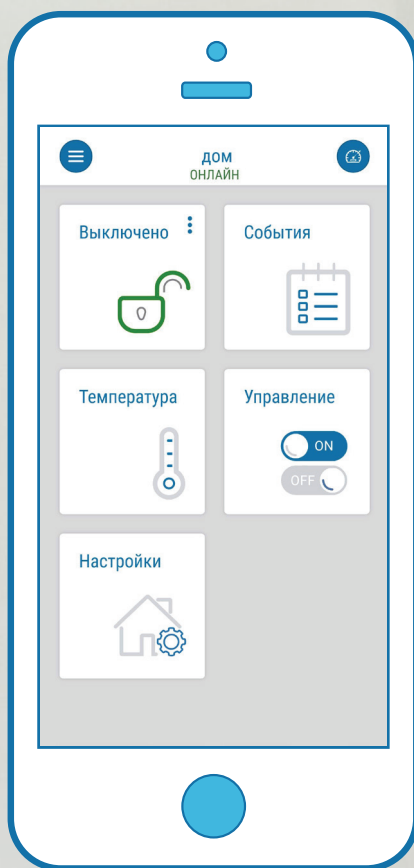 дом
ОНЛАЙН
Выключено
События
Температура
Управление
ON
OFF
Настройки